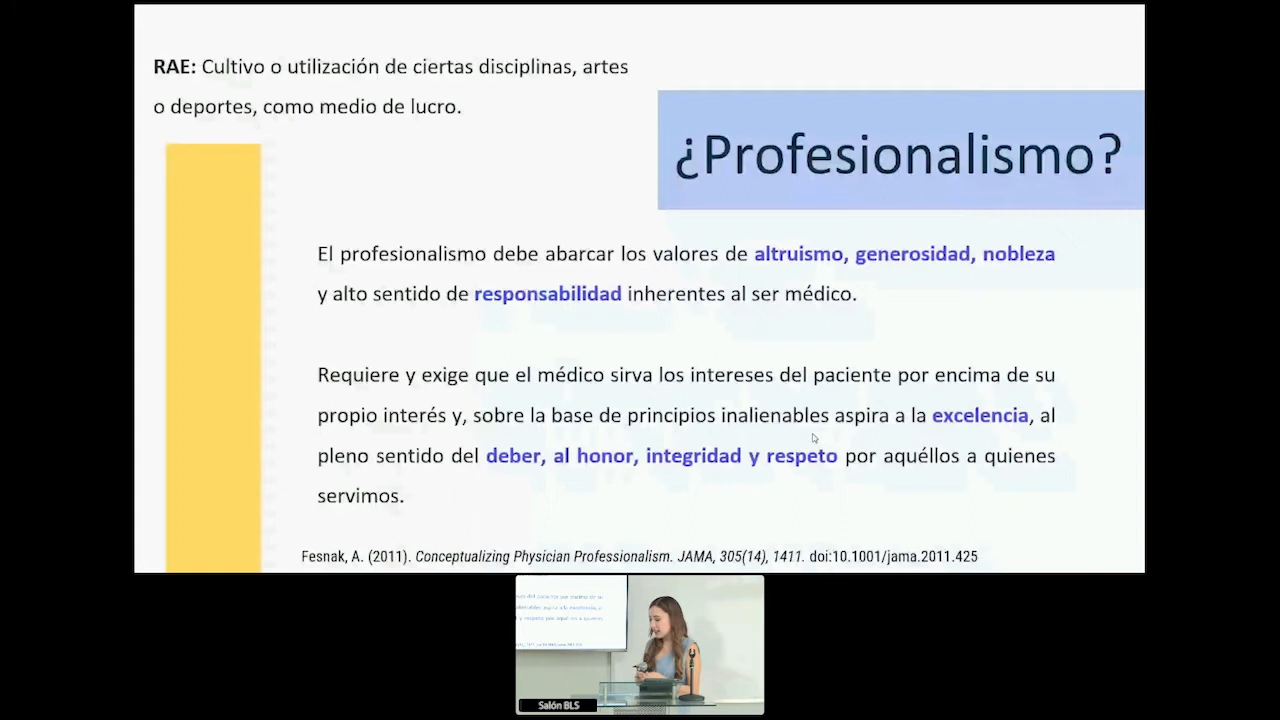 RAE: Cultivo o utilización de ciertas disciplinas, artes
o deportes, como medio de lucro.
¿Profesionalismo?
El profesionalismo debe abarcar los valores de altruismo, generosidad, nobleza
y alto sentido de responsabilidad inherentes al ser médico.
Requiere y exige que el médico sirva los intereses del paciente por encima de su
propio interés y, sobre la base de principios inalienables aspira a la excelencia, al
pleno sentido del deber, al honor, integridad y respeto por aquéllos a quienes
servimos.
Fesnak, A. (2011). Conceptualizing Physician Professionalism. JAMA, 305(14), 1411. doi:10.1001/jama.2011.425
Salón BLS